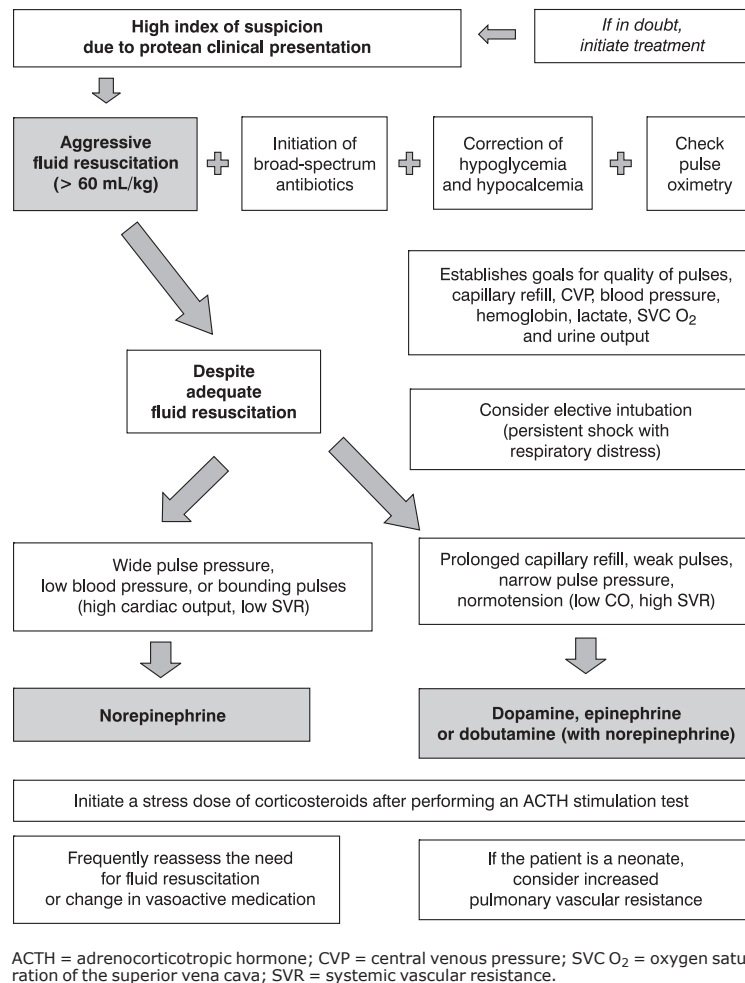 High index of suspicion
due to protean clinical presentation
If in doubt,
initiate treatment
Aggressive
fluid resuscitation
(> 60 mL/kg)
Initiation of
broad-spectrum
antibiotics
Correction of
hypoglycemia
and hypocalcemia
Check
pulse
oximetry
Establishes goals for quality of pulses,
capillary refill, CVP, blood pressure,
hemoglobin, lactate, SVC O₂
and urine output
Despite
adequate
fluid resuscitation
Consider elective intubation
(persistent shock with
respiratory distress)
Wide pulse pressure,
low blood pressure, or bounding pulses
(high cardiac output, low SVR)
Prolonged capillary refill, weak pulses,
narrow pulse pressure,
normotension (low CO, high SVR)
Norepinephrine
Dopamine, epinephrine
or dobutamine (with norepinephrine)
Initiate a stress dose of corticosteroids after performing an ACTH stimulation test
Frequently reassess the need
for fluid resuscitation
or change in vasoactive medication
If the patient is a neonate,
consider increased
pulmonary vascular resistance
ACTH = adrenocorticotropic hormone; CVP = central venous pressure; SVC O₂ = oxygen satu
ration of the superior vena cava; SVR = systemic vascular resistance.